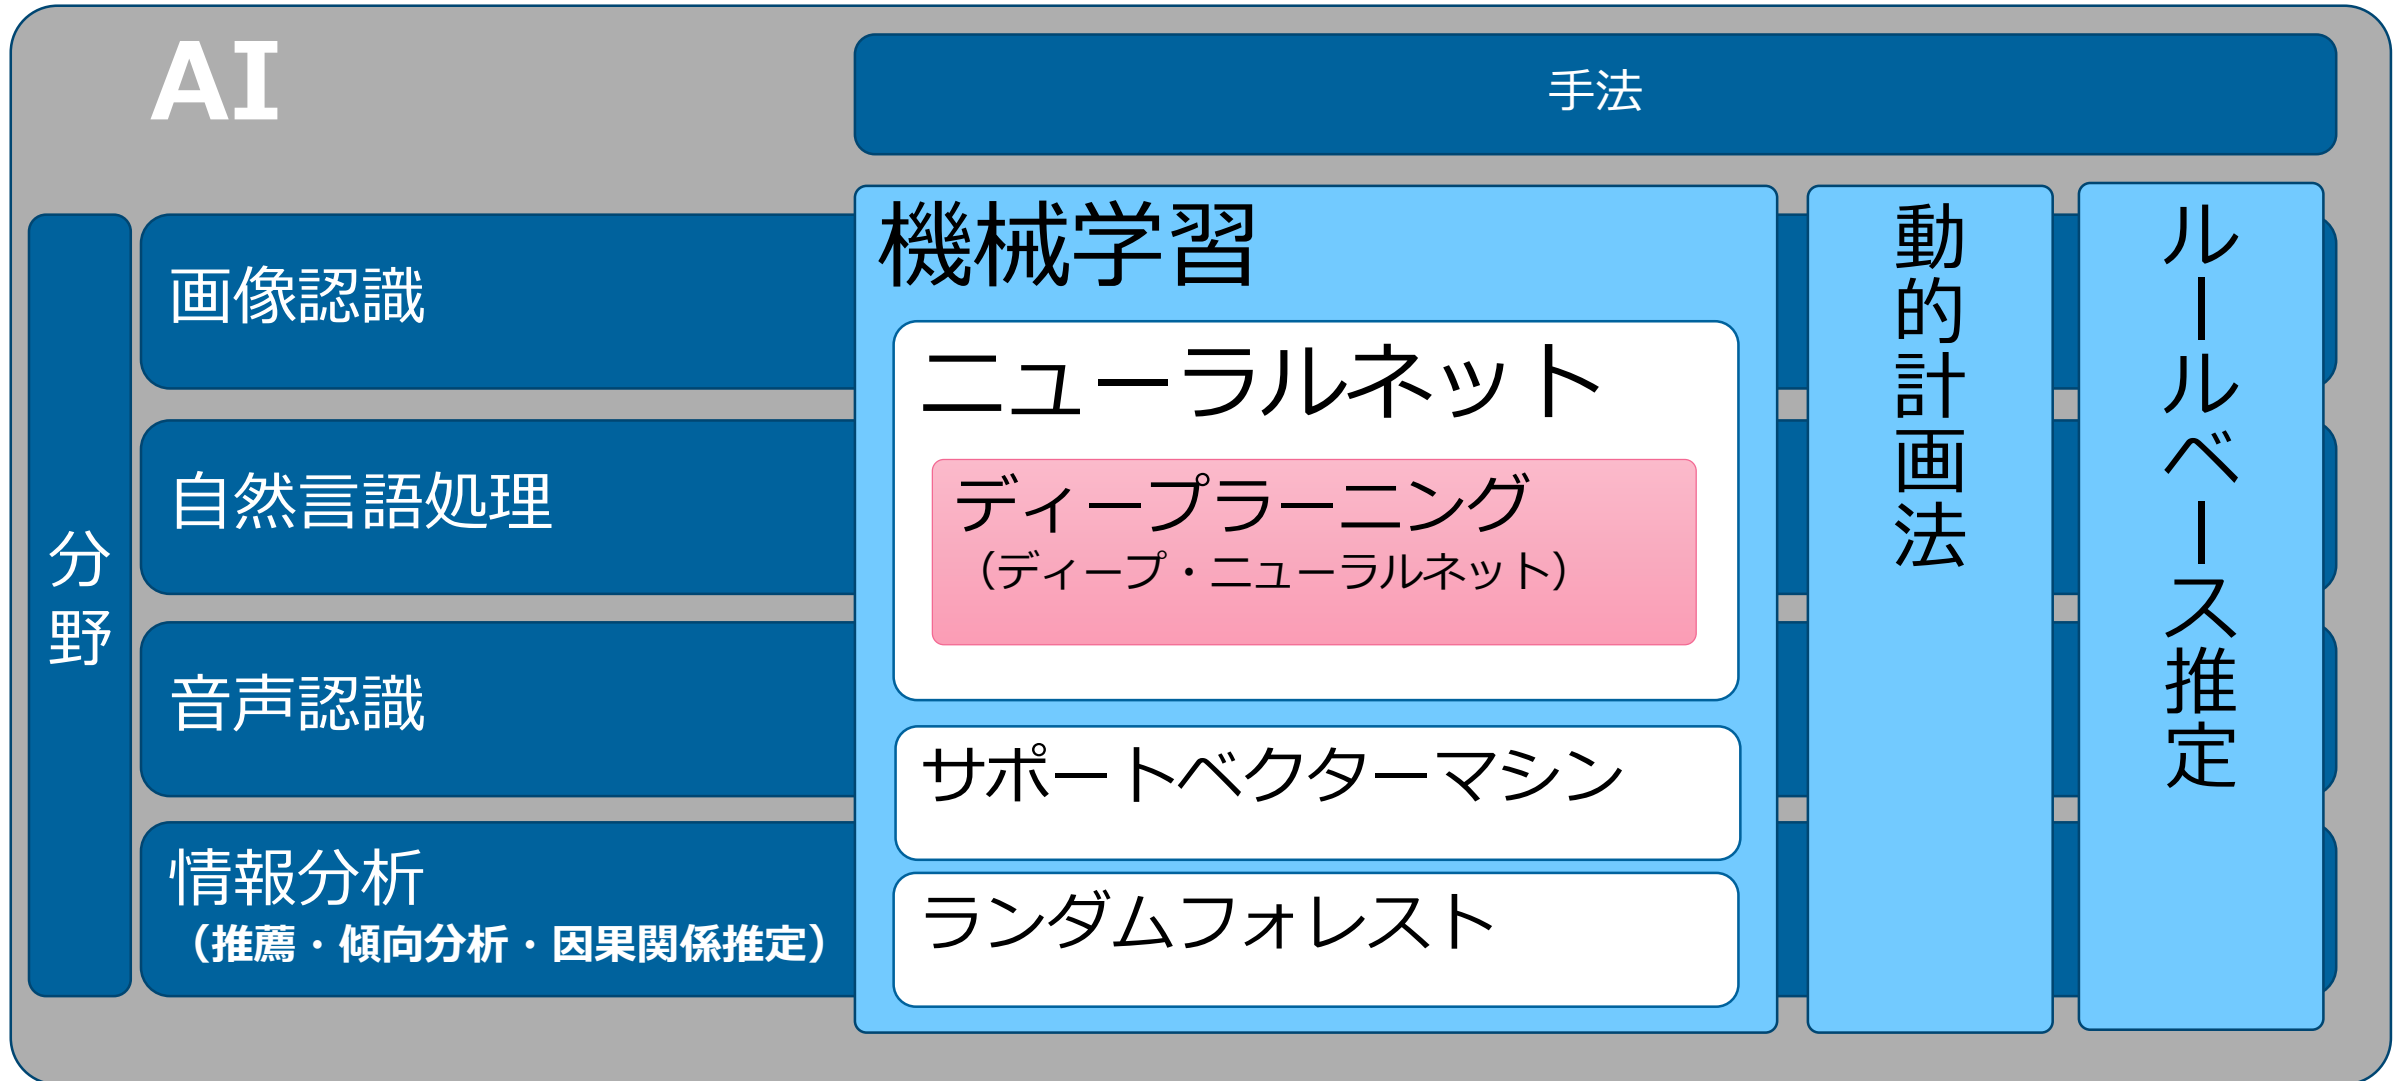 AI
手法
分野
画像認識
自然言語処理
音声認識
情報分析
（推薦・傾向分析・因果関係推定）
機械学習
ニューラルネット
ディープラーニング
（ディープ・ニューラルネット）
サポートベクターマシン
ランダムフォレスト
動的計画法
ルールベース推定